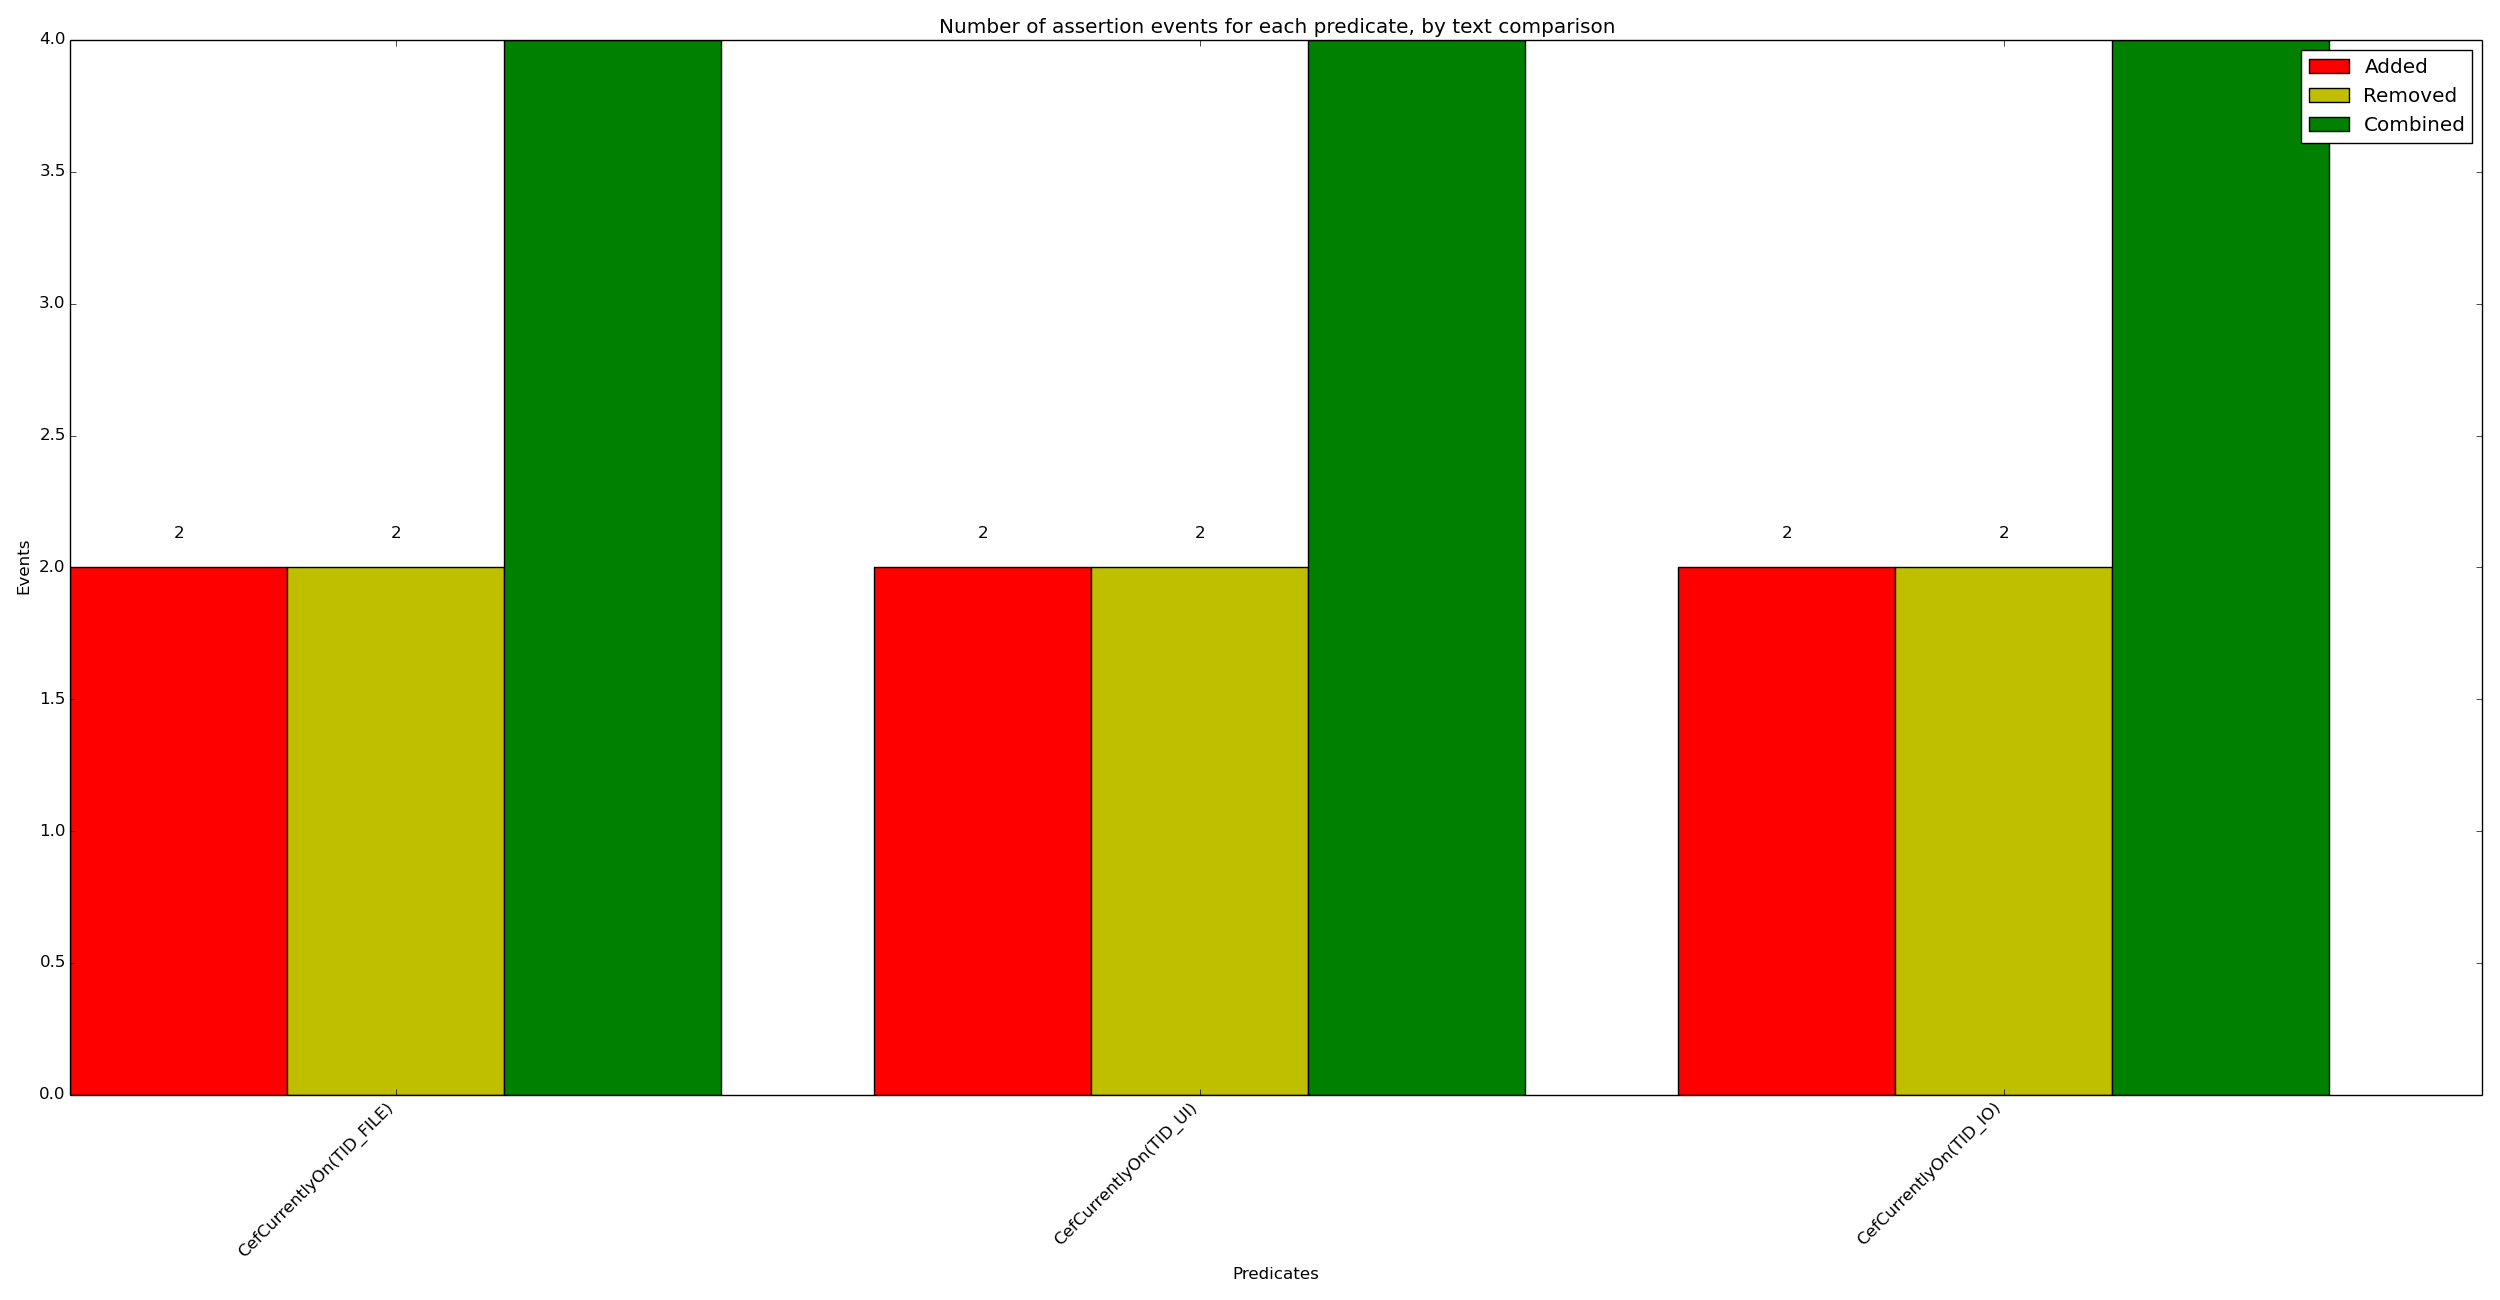 Number of assertion events for each predicate, by text comparison
4.0
3.5
3.0
2.5
2.0
1.5
1.0
0.5
0.0
Events
Added
Removed
Combined
2
2
2
2
2
2
CefCurrentlyOn(TID_FILE)
CefCurrentlyOn(TID_UI)
CefCurrentlyOn(TID_IO)
Predicates